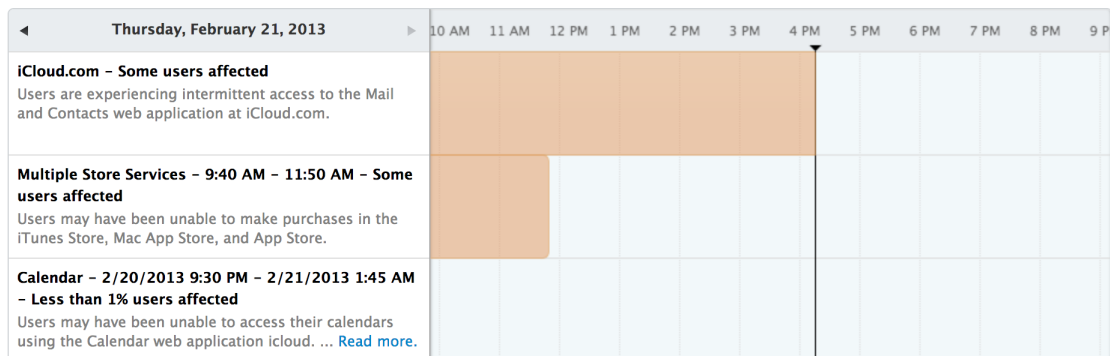 Thursday, February 21, 2013
10 AM 11 AM 12 PM 1 PM 2 PM 3 PM 4 PM 5 PM 6 PM 7 PM 8 PM 9 P
iCloud.com – Some users affected
Users are experiencing intermittent access to the Mail
and Contacts web application at iCloud.com.
Multiple Store Services – 9:40 AM – 11:50 AM – Some
users affected
Users may have been unable to make purchases in the
iTunes Store, Mac App Store, and App Store.
Calendar – 2/20/2013 9:30 PM – 2/21/2013 1:45 AM
– Less than 1% users affected
Users may have been unable to access their calendars
using the Calendar web application icloud. ... Read more.